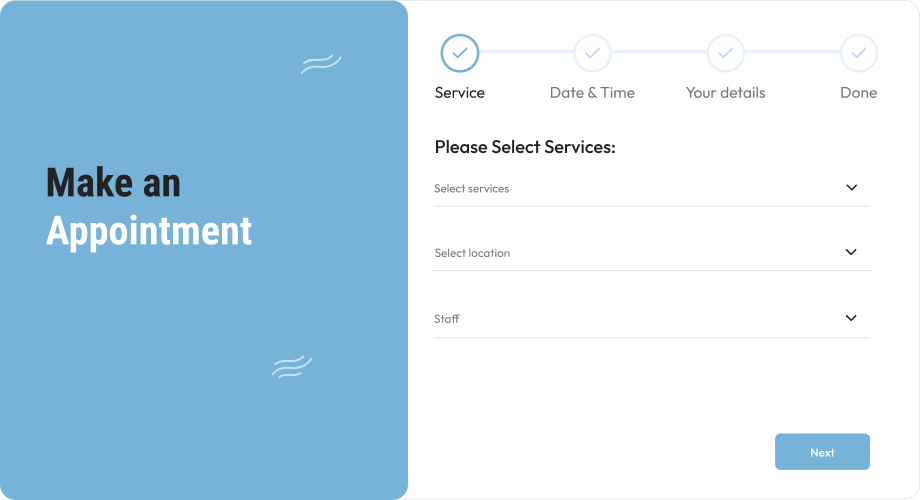 Make an
Appointment
Service
Date & Time
Your details
Done
Please Select Services:
Select services
Select location
Staff
Next